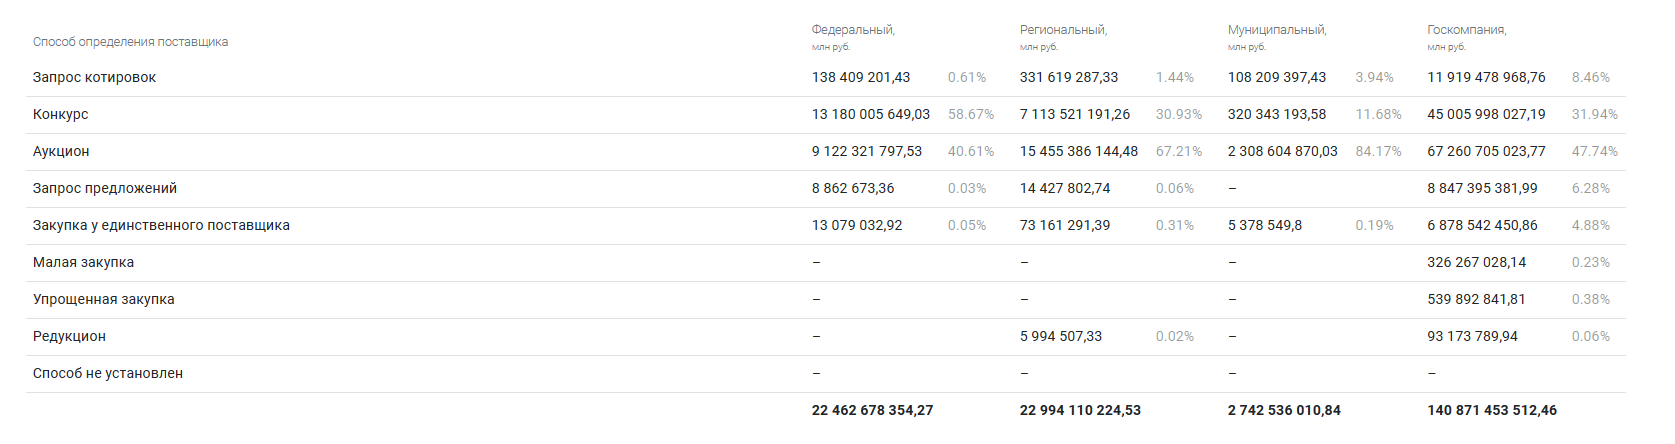 Способ определения поставщика Федеральный, Региональный, Муниципальный, Госкомпания,
млн руб. млн руб. млн руб. млн руб.
Запрос котировок 138 409 201,43 0.61% 331 619 287,33 1.44% 108 209 397,43 3.94% 11 919 478 968,76 8.46%
Конкурс 13 180 005 649,03 58.67% 7 113 521 191,26 30.93% 320 343 193,58 11.68% 45 005 998 027,19 31.94%
Аукцион 9 122 321 797,53 40.61% 15 455 386 144,48 67.21% 2 308 604 870,03 84.17% 67 260 705 023,77 47.74%
Запрос предложений 8 862 673,36 0.03% 14 427 802,74 0.06% – 8 847 395 381,99 6.28%
Закупка у единственного поставщика 13 079 032,92 0.05% 73 161 291,39 0.31% 5 378 549,8 0.19% 6 878 542 450,86 4.88%
Малая закупка – – – 326 267 028,14 0.23%
Упрощенная закупка – – – 539 892 841,81 0.38%
Редукцион – 5 994 507,33 0.02% – 93 173 789,94 0.06%
Способ не установлен – – – –
22 462 678 354,27 22 994 110 224,53 2 742 536 010,84 140 871 453 512,46